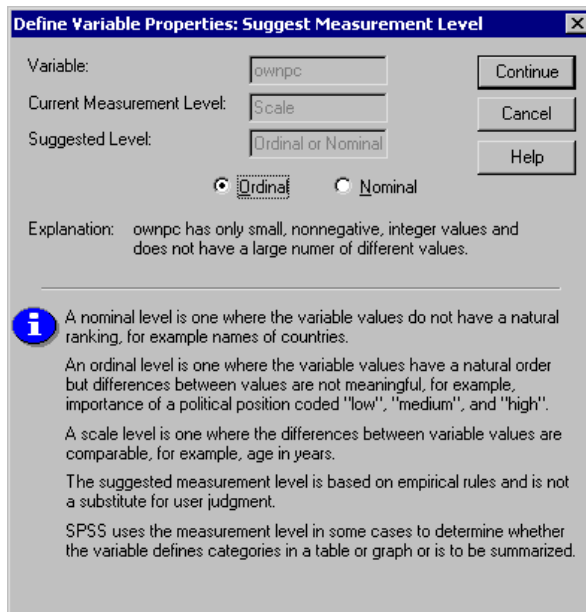 Define Variable Properties: Suggest Measurement Level
Variable: ownpc Continue
Current Measurement Level: Scale Cancel
Suggested Level: Ordinal or Nominal Help
Ordinal Nominal
Explanation: ownpc has only small, nonnegative, integer values and
does not have a large numer of different values.
A nominal level is one where the variable values do not have a natural
ranking, for example names of countries.
An ordinal level is one where the variable values have a natural order
but differences between values are not meaningful, for example,
importance of a political position coded "low", "medium", and "high".
A scale level is one where the differences between variable values are
comparable, for example, age in years.
The suggested measurement level is based on empirical rules and is not
a substitute for user judgment.
SPSS uses the measurement level in some cases to determine whether
the variable defines categories in a table or graph or is to be summarized.